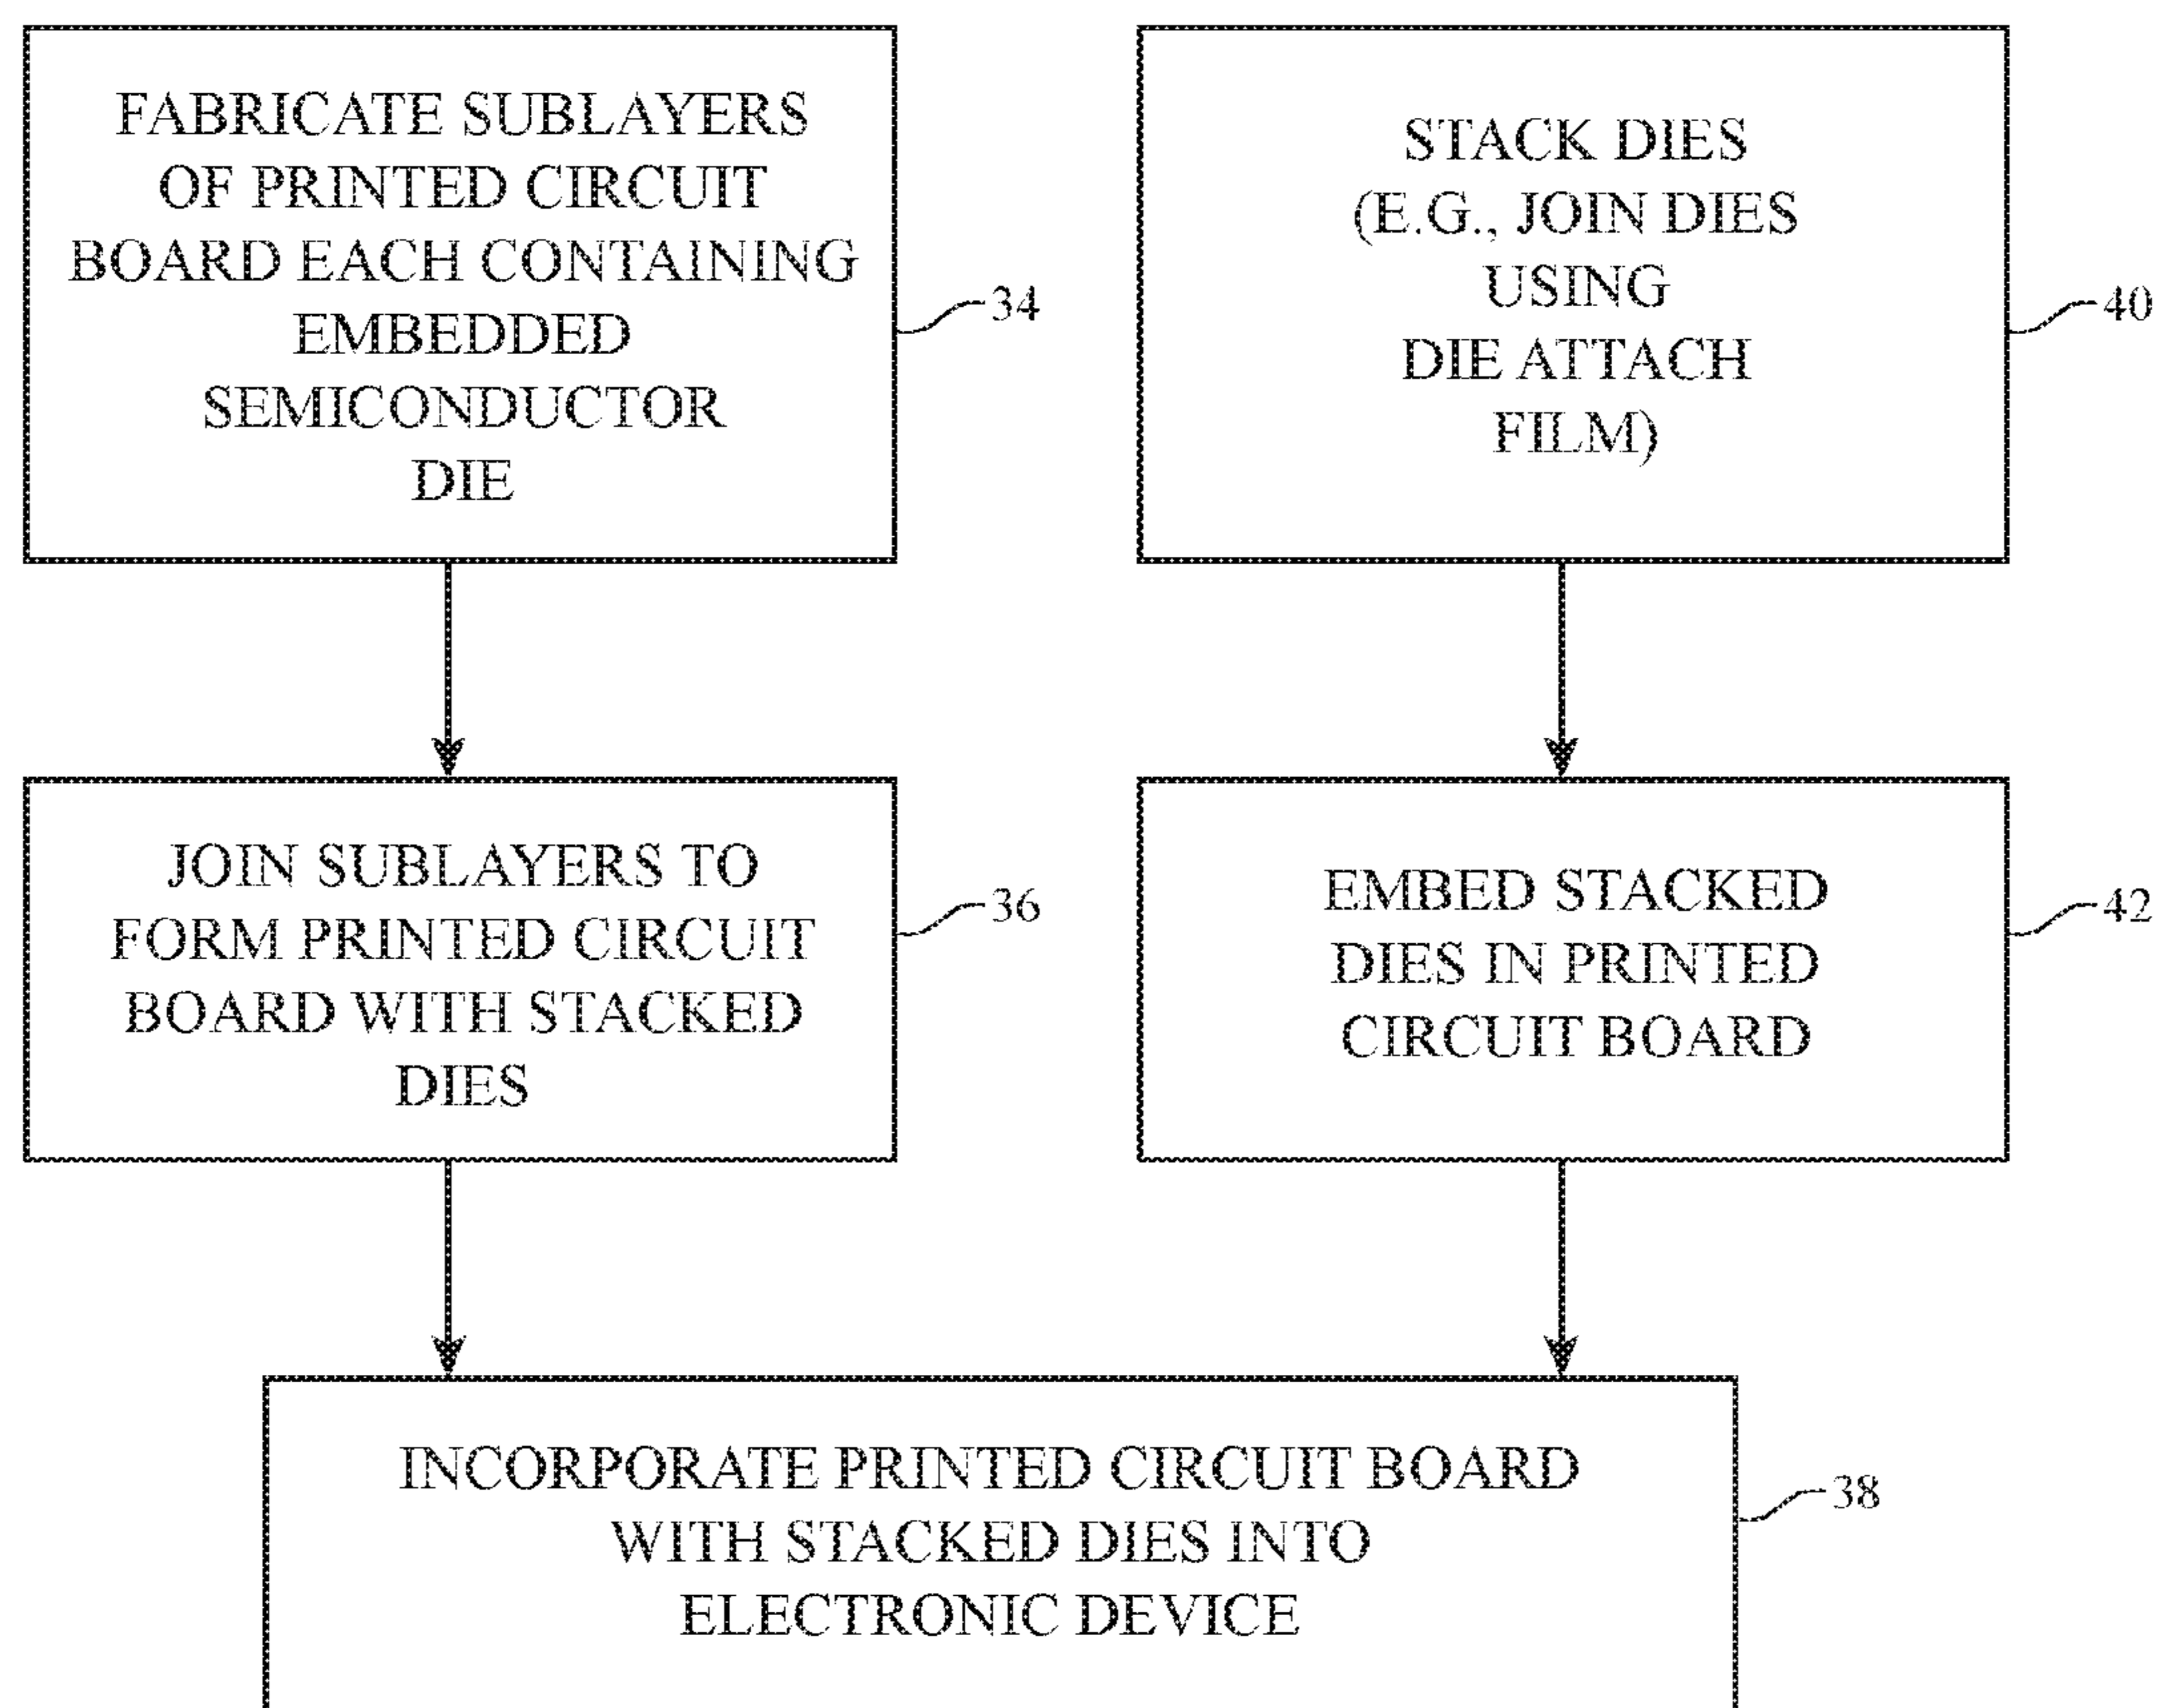 FABRICATE SUBLAYERS
OF PRINTED CIRCUIT
BOARD EACH CONTAINING
EMBEDDED
SEMICONDUCTOR
DIE
34
STACK DIES
(E.G., JOIN DIES
USING
DIE ATTACH
FILM)
40
JOIN SUBLAYERS TO
FORM PRINTED CIRCUIT
BOARD WITH STACKED
DIES
36
EMBED STACKED
DIES IN PRINTED
CIRCUIT BOARD
42
INCORPORATE PRINTED CIRCUIT BOARD
WITH STACKED DIES INTO
ELECTRONIC DEVICE
38